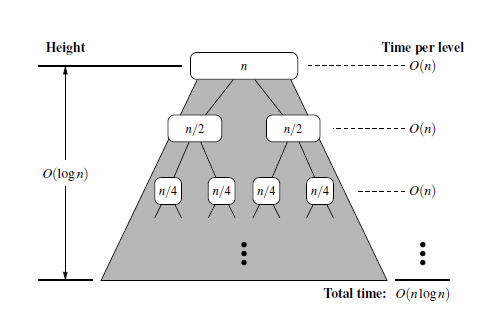 Height Time per level
n O(n)
n/2 n/2 O(n)
O(log n)
n/4 n/4 n/4 n/4 O(n)
Total time: O(n log n)